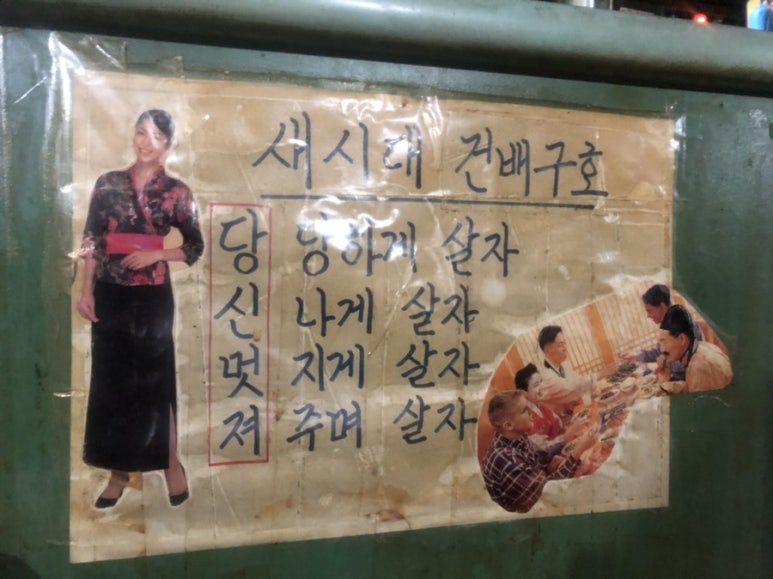 새시대 건배구호
당 당하게 살자
신 나게 살자
멋 지게 살자
져 주며 살자